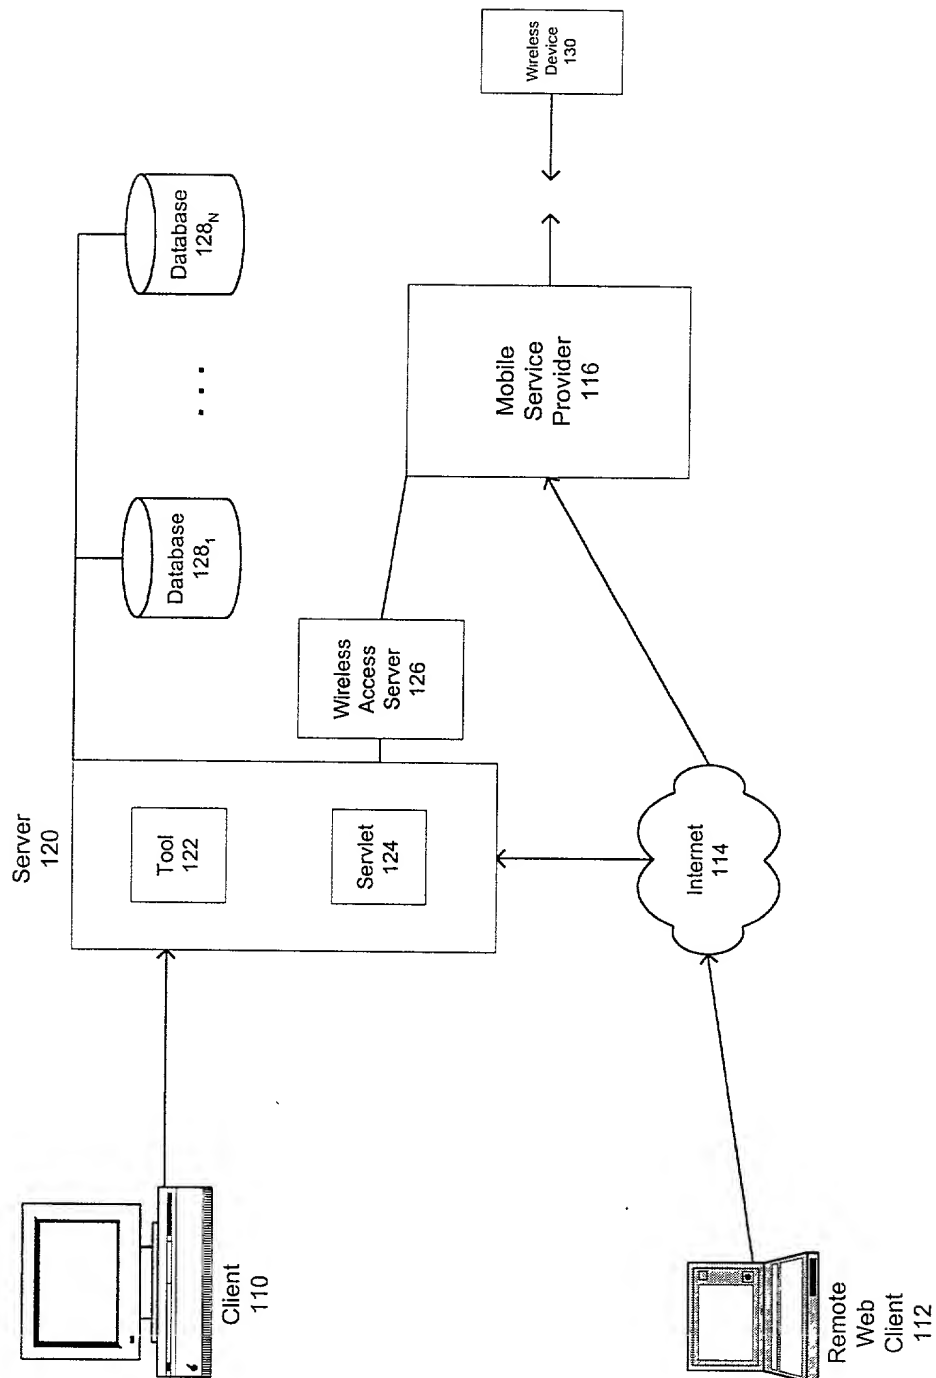 Server
120
Tool
122
Servlet
124
Database
128₁
. . .
Database
128ₙ
Wireless
Access
Server
126
Mobile
Service
Provider
116
Wireless
Device
130
Client
110
Internet
114
Remote
Web
Client
112